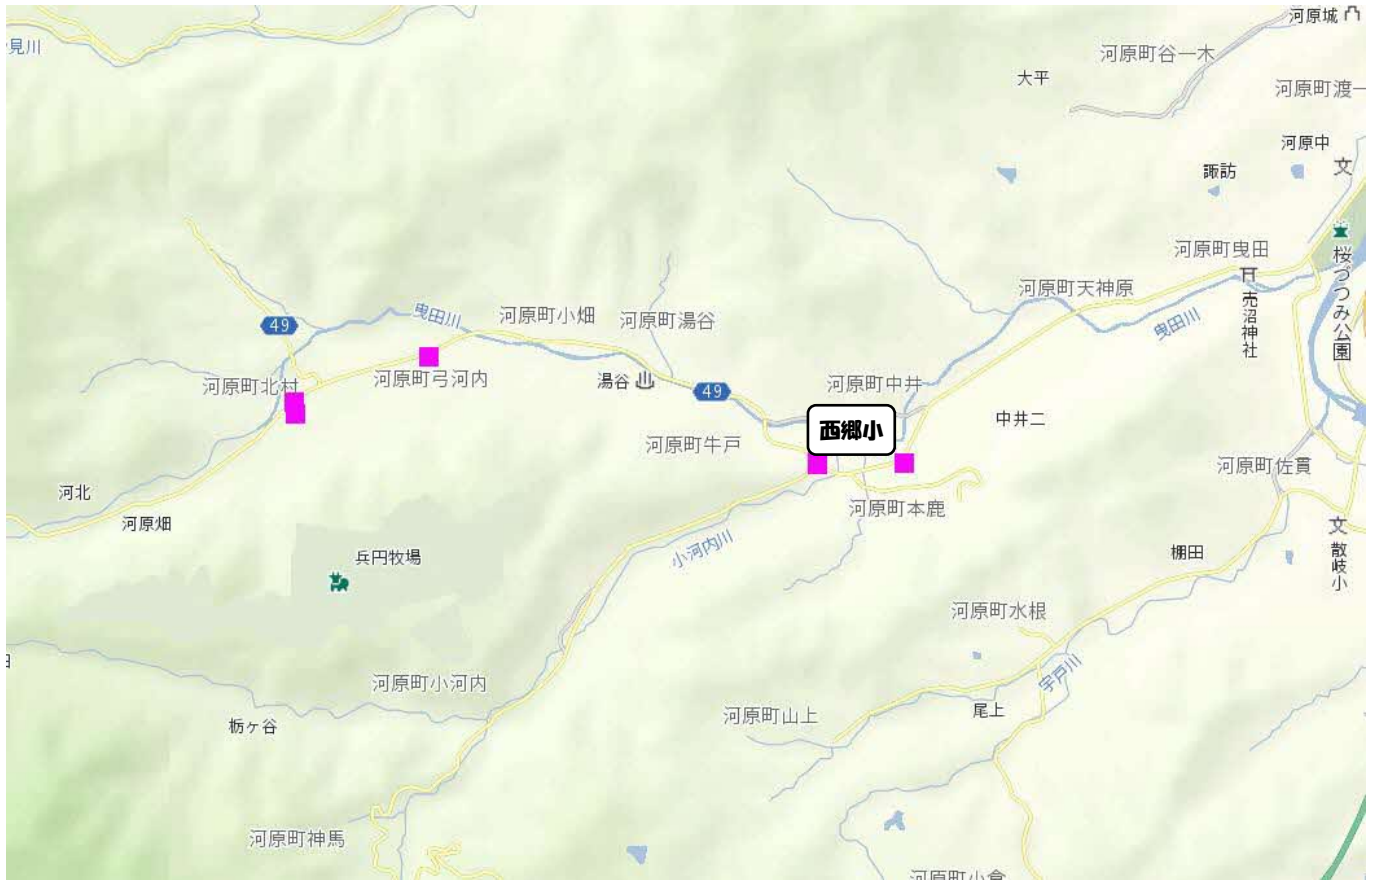 河原城
見川
河原町谷一木
大平
河原町渡一
河原中
諏訪
河原町曳田
桜づつみ公園
売沼神社
河原町天神原
曳田川
曳田川
河原町小畑
河原町湯谷
49
河原町弓河内
湯谷
49
河原町中井
河原町北村
西郷小
中井二
河原町牛戸
河原町佐貫
河北
河原畑
河原町本鹿
小河内川
棚田
散岐小
兵円牧場
河原町水根
宇戸川
河原町小河内
尾上
河原町山上
栃ヶ谷
河原町神馬
河原町小倉